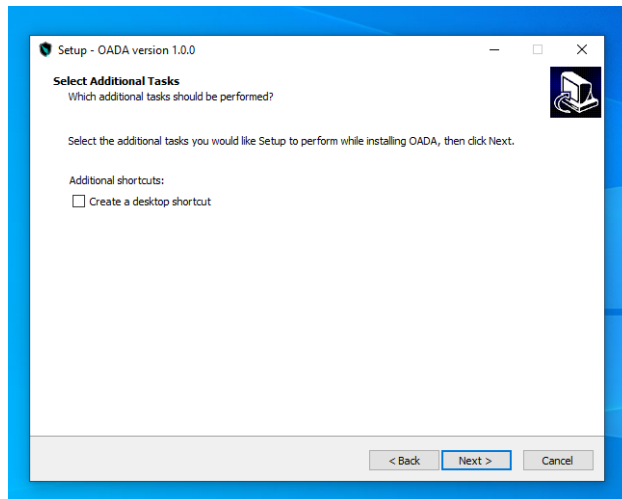 Setup - OADA version 1.0.0
Select Additional Tasks
Which additional tasks should be performed?
Select the additional tasks you would like Setup to perform while installing OADA, then click Next.
Additional shortcuts:
Create a desktop shortcut
< Back Next > Cancel